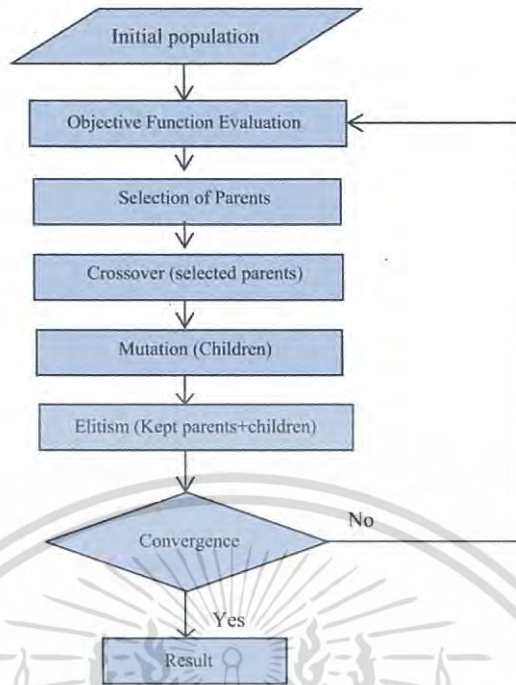 Initial population
Objective Function Evaluation
Selection of Parents
Crossover (selected parents)
Mutation (Children)
Elitism (Kept parents+children)
Convergence
No
Yes
Result